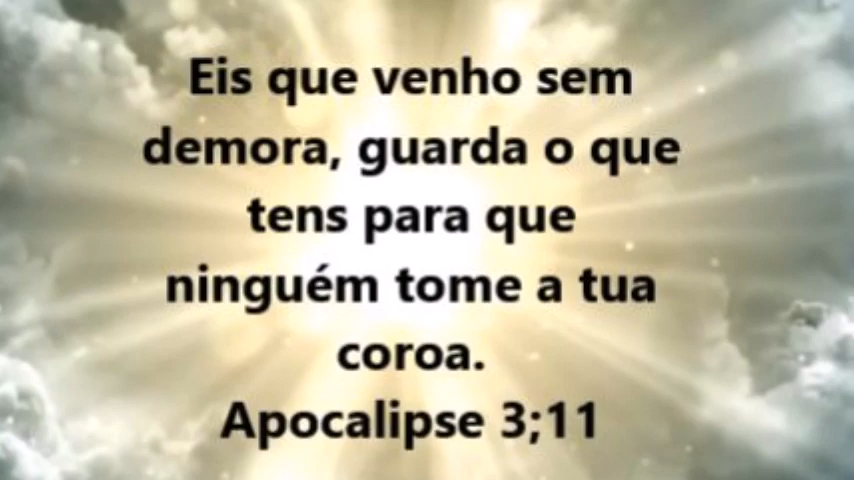 Eis que venho sem
demora, guarda o que
tens para que
ninguém tome a tua
coroa.
Apocalipse 3;11